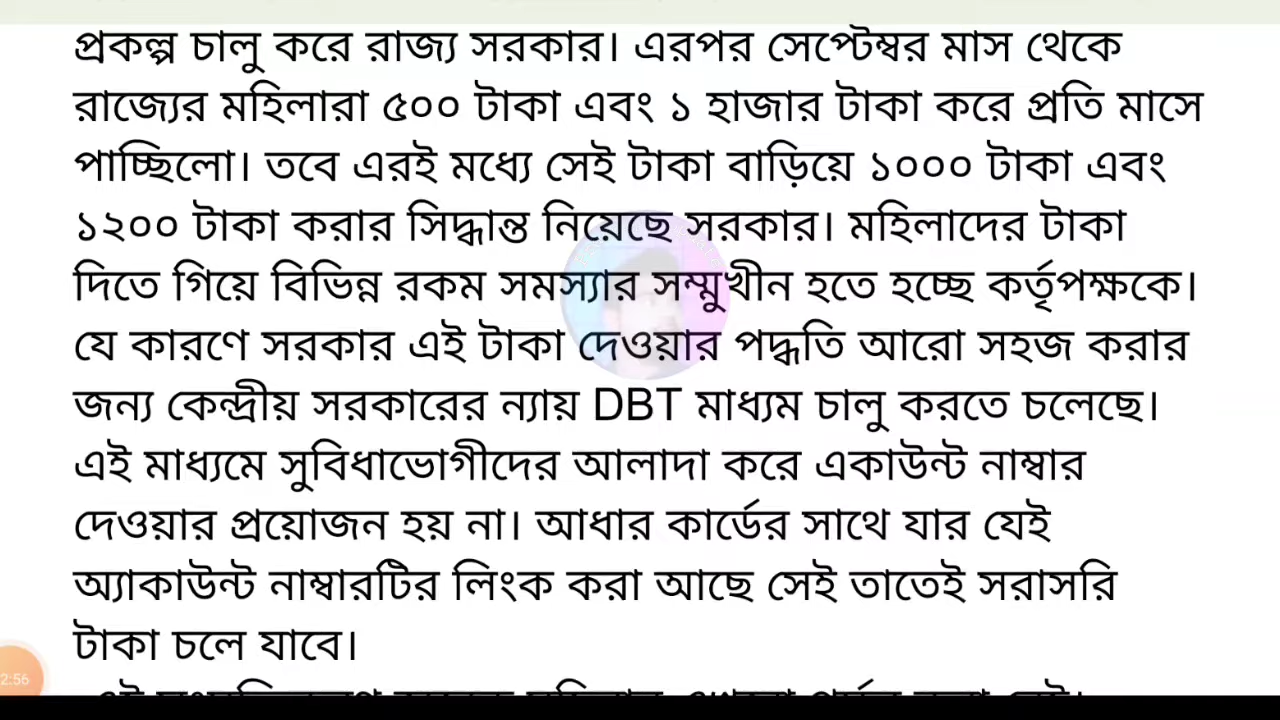 প্রকল্প চালু করে রাজ্য সরকার। এরপর সেপ্টেম্বর মাস থেকে
রাজ্যের মহিলারা ৫০০ টাকা এবং ১ হাজার টাকা করে প্রতি মাসে
পাচ্ছিলো। তবে এরই মধ্যে সেই টাকা বাড়িয়ে ১০০০ টাকা এবং
১২০০ টাকা করার সিদ্ধান্ত নিয়েছে সরকার। মহিলাদের টাকা
দিতে গিয়ে বিভিন্ন রকম সমস্যার সম্মুখীন হতে হচ্ছে কর্তৃপক্ষকে।
যে কারণে সরকার এই টাকা দেওয়ার পদ্ধতি আরো সহজ করার
জন্য কেন্দ্রীয় সরকারের ন্যায় DBT মাধ্যম চালু করতে চলেছে।
এই মাধ্যমে সুবিধাভোগীদের আলাদা করে একাউন্ট নাম্বার
দেওয়ার প্রয়োজন হয় না। আধার কার্ডের সাথে যার যেই
অ্যাকাউন্ট নাম্বারটির লিংক করা আছে সেই তাতেই সরাসরি
টাকা চলে যাবে।
2:56